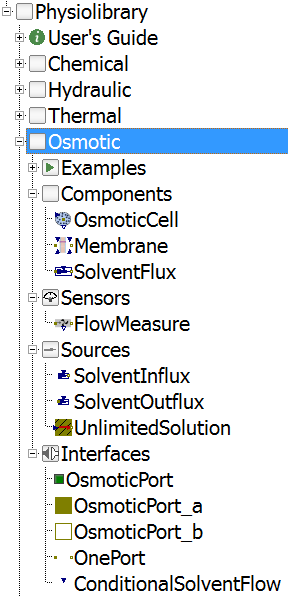 Physiolibrary
User's Guide
Chemical
Hydraulic
Thermal
Osmotic
Examples
Components
OsmoticCell
Membrane
SolventFlux
Sensors
FlowMeasure
Sources
SolventInflux
SolventOutflux
UnlimitedSolution
Interfaces
OsmoticPort
OsmoticPort_a
OsmoticPort_b
OnePort
ConditionalSolventFlow